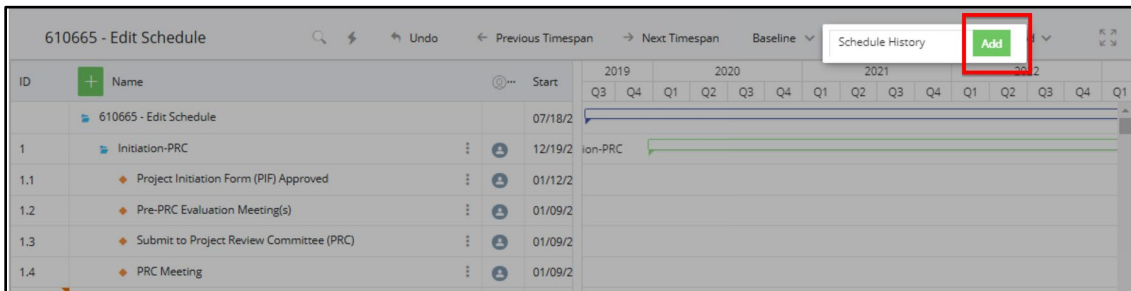 610665 - Edit Schedule Undo ← Previous Timespan → Next Timespan Baseline Schedule History Add
ID + Name Start 2019 2020 2021
Q3 Q4 Q1 Q2 Q3 Q4 Q1 Q2 Q3 Q4 Q1 Q2 Q3 Q4 Q1
610665 - Edit Schedule 07/18/2
1 Initiation-PRC 12/19/2 ion-PRC
1.1 Project Initiation Form (PIF) Approved 01/12/2
1.2 Pre-PRC Evaluation Meeting(s) 01/09/2
1.3 Submit to Project Review Committee (PRC) 01/09/2
1.4 PRC Meeting 01/09/2